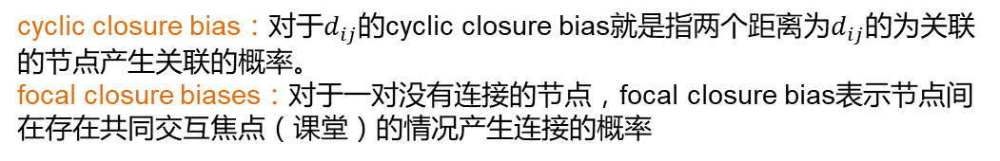 cyclic closure bias：对于d_ij的cyclic closure bias就是指两个距离为d_ij的为关联
的节点产生关联的概率。
focal closure biases：对于一对没有连接的节点，focal closure bias表示节点间
在存在共同交互焦点（课堂）的情况产生连接的概率